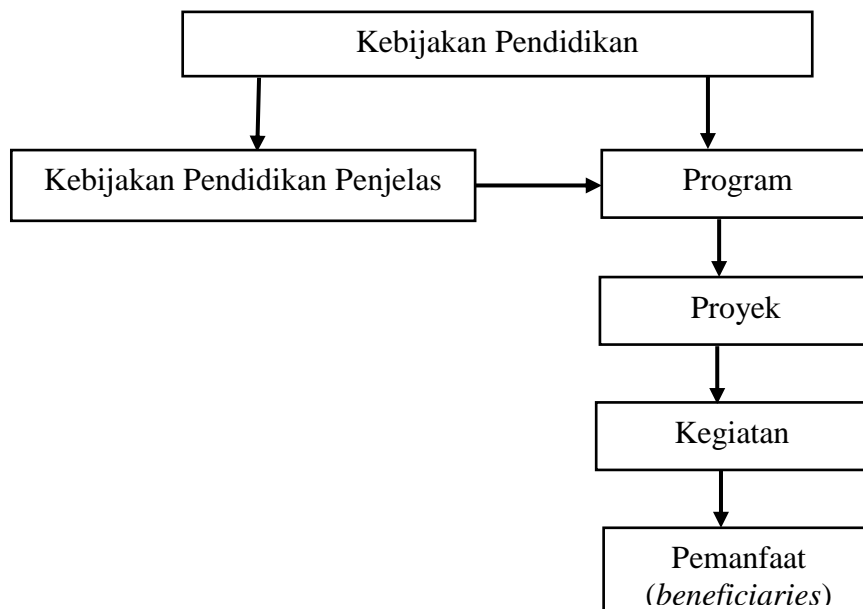 Kebijakan Pendidikan
Kebijakan Pendidikan Penjelas
Program
Proyek
Kegiatan
Pemanfaat
(beneficiaries)